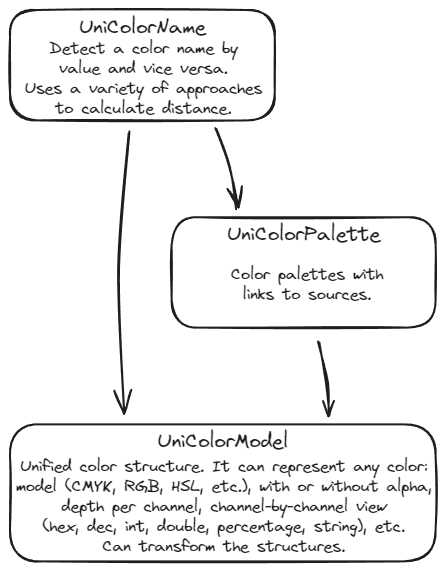 UniColorName
Detect a color name by
value and vice versa.
Uses a variety of approaches
to calculate distance.
UniColorPalette
Color palettes with
links to sources.
UniColorModel
Unified color structure. It can represent any color:
model (CMYK, RGB, HSL, etc.), with or without alpha,
depth per channel, channel-by-channel view
(hex, dec, int, double, percentage, string), etc.
Can transform the structures.